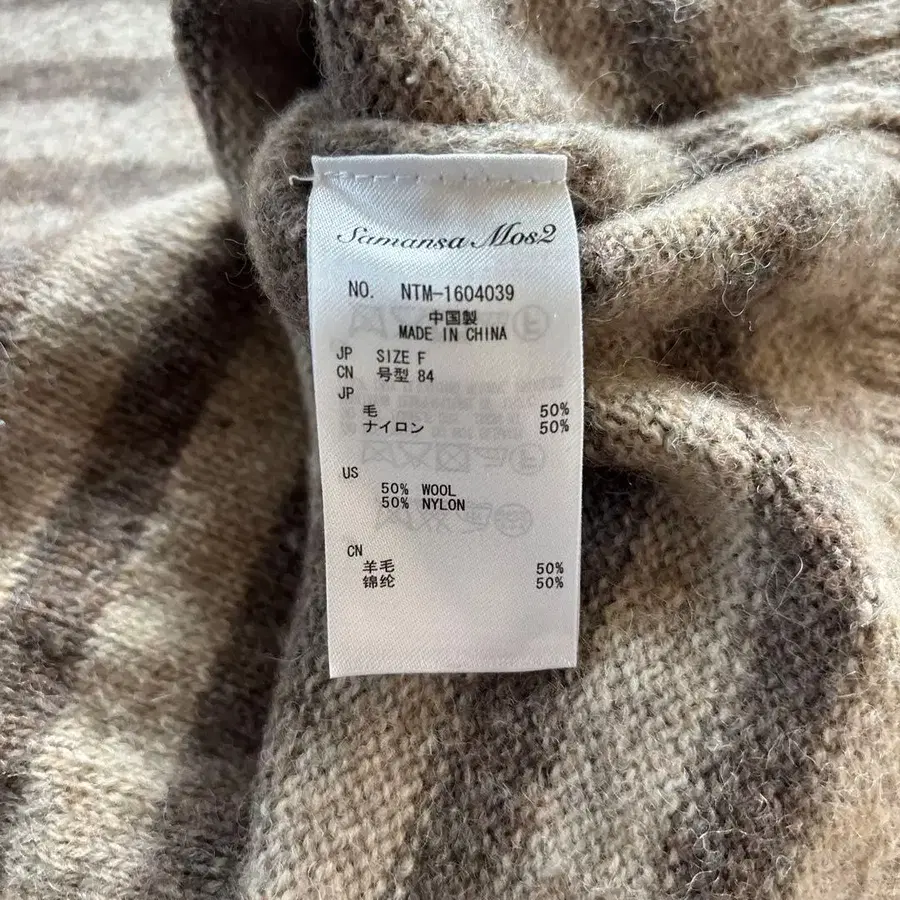 Samansa Mos2
NO. NTM-1604039
中国製
MADE IN CHINA
JP SIZE F
CN 号型 84
JP
毛 50%
ナイロン 50%
US
50% WOOL
50% NYLON
CN
羊毛 50%
锦纶 50%